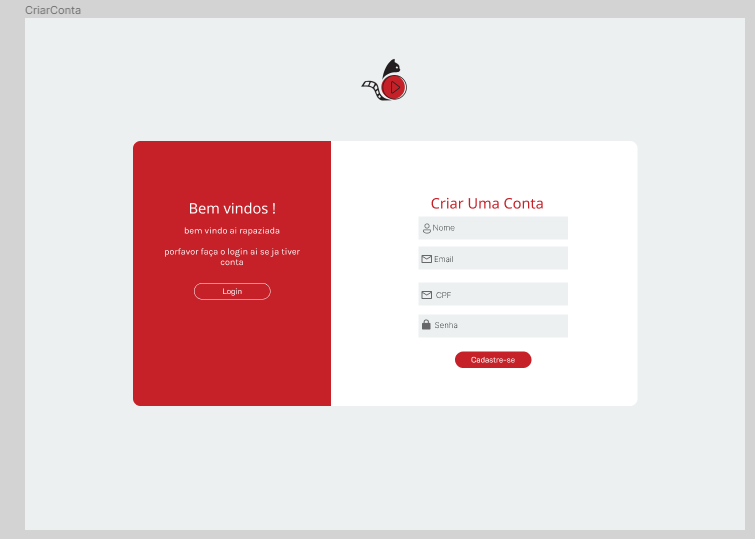 CriarConta
Bem vindos !
bem vindo ai rapaziada
porfavor faça o login ai se ja tiver
conta
Login
Criar Uma Conta
Nome
Email
CPF
Senha
Cadastre-se